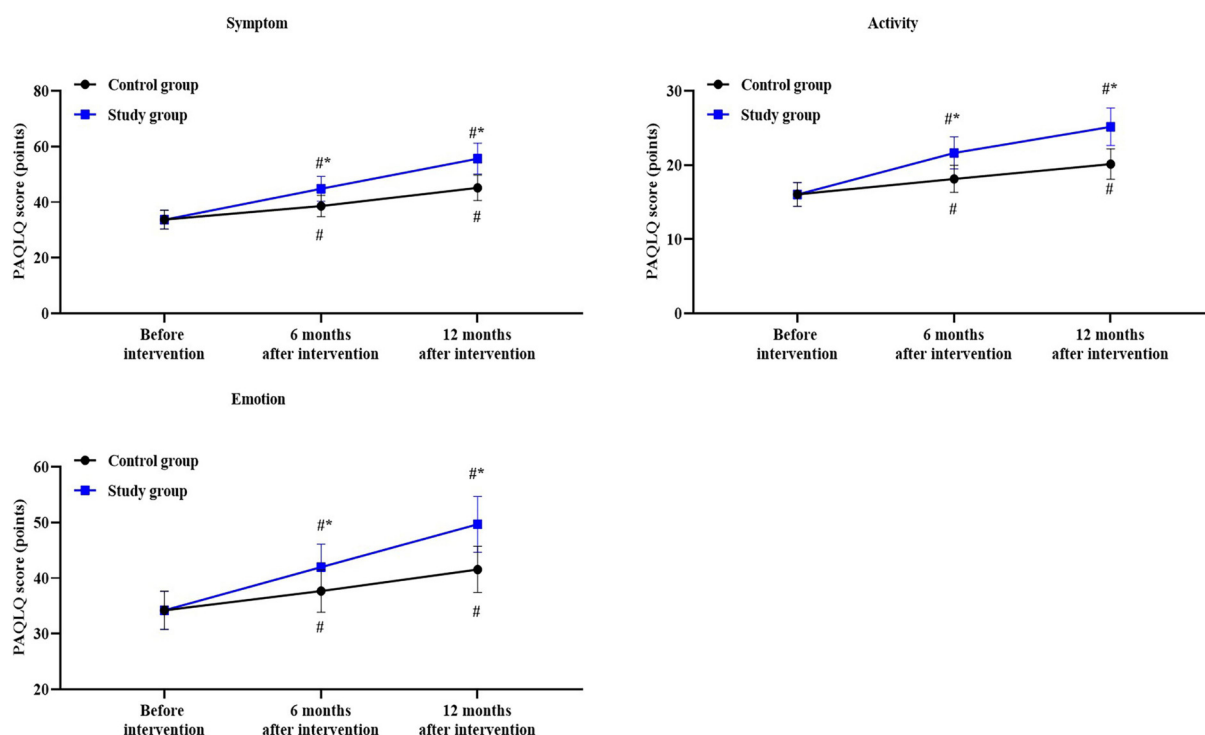 Symptom
Control group
Study group
PAQLQ score (points)
80
60
40
20
0
#*
#*
#
#
Before
intervention
6 months
after intervention
12 months
after intervention
Activity
Control group
Study group
PAQLQ score (points)
30
20
10
0
#*
#*
#
#
Before
intervention
6 months
after intervention
12 months
after intervention
Emotion
Control group
Study group
PAQLQ score (points)
60
50
40
30
20
#*
#*
#
#
Before
intervention
6 months
after intervention
12 months
after intervention